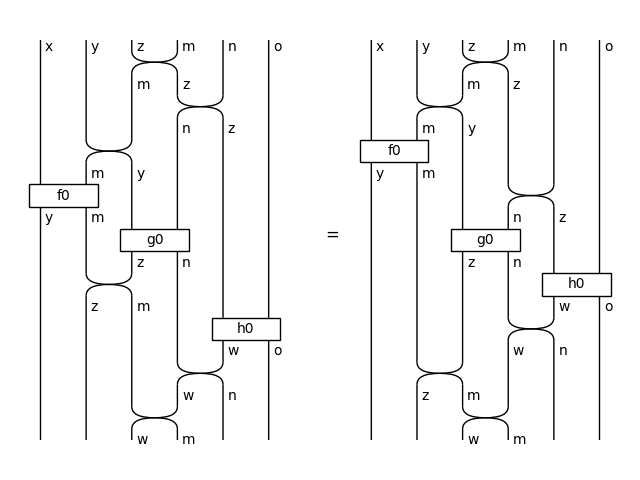 x y z m n o = x y z m n o
m z m z
n z m y
f0
m y f0
y m
y m n z
g0 g0
z n z n
h0
z m w o
h0
w o w n
w n z m
w m w m